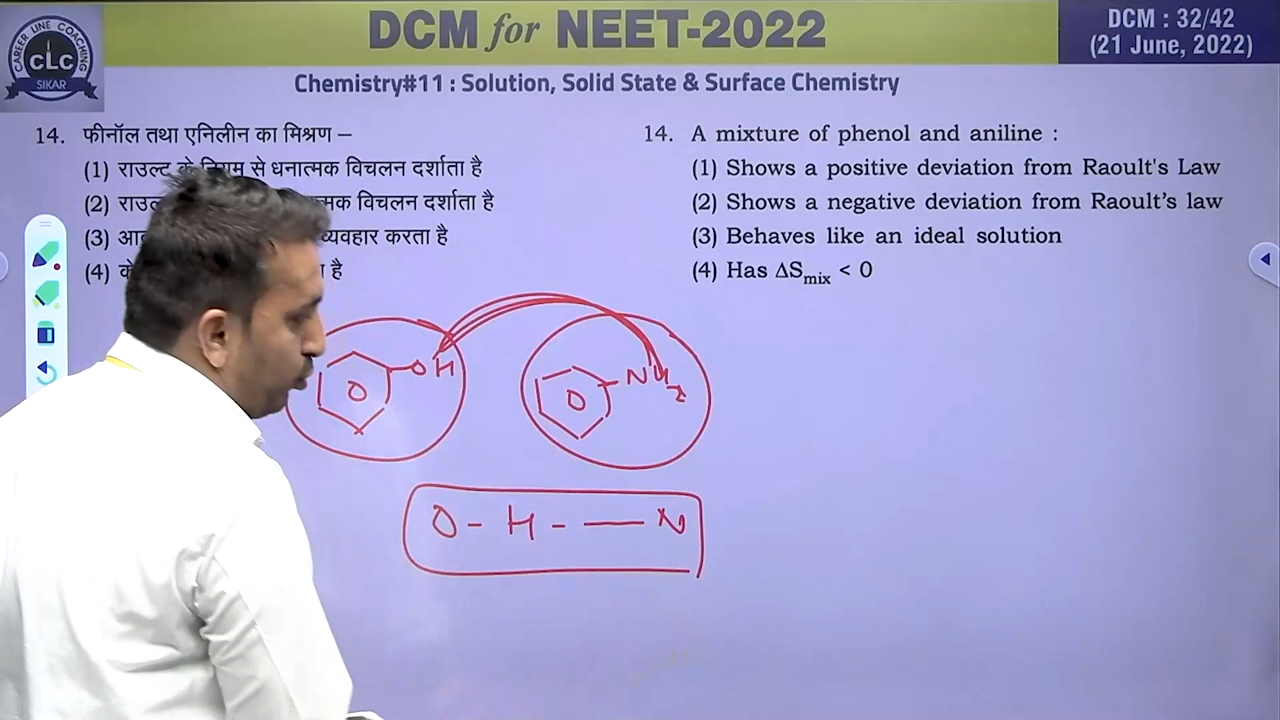 DCM for NEET-2022
DCM : 32/42
(21 June, 2022)
CAREER LINE COACHING
CLC
SIKAR
Chemistry#11 : Solution, Solid State & Surface Chemistry
14. फीनॉल तथा एनिलीन का मिश्रण –
(1) राउल्ट के नियम से धनात्मक विचलन दर्शाता है
(2) विचलन दर्शाता है
(3) व्यवहार करता है
(4) है
14. A mixture of phenol and aniline :
(1) Shows a positive deviation from Raoult's Law
(2) Shows a negative deviation from Raoult’s law
(3) Behaves like an ideal solution
(4) Has ΔSmix < 0
OH
NH2
O - H - — N